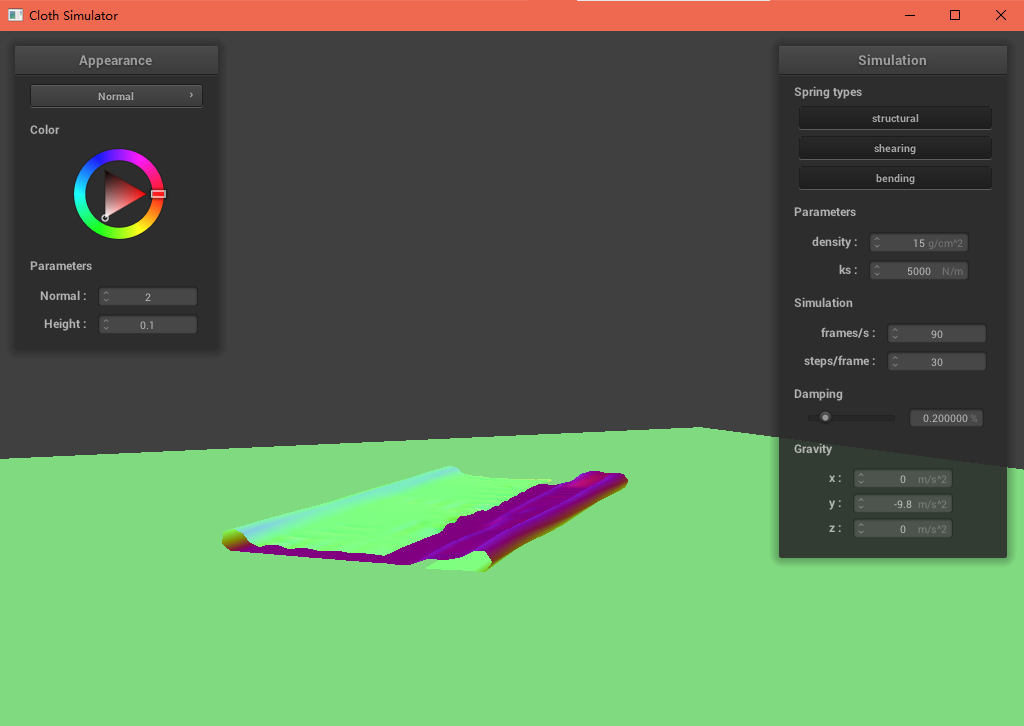 Cloth Simulator
Appearance
Normal
Color
Parameters
Normal :
2
Height :
0.1
Simulation
Spring types
structural
shearing
bending
Parameters
density :
15 g/cm^2
ks :
5000 N/m
Simulation
frames/s :
90
steps/frame :
30
Damping
0.200000 %
Gravity
x :
0 m/s^2
y :
-9.8 m/s^2
z :
0 m/s^2